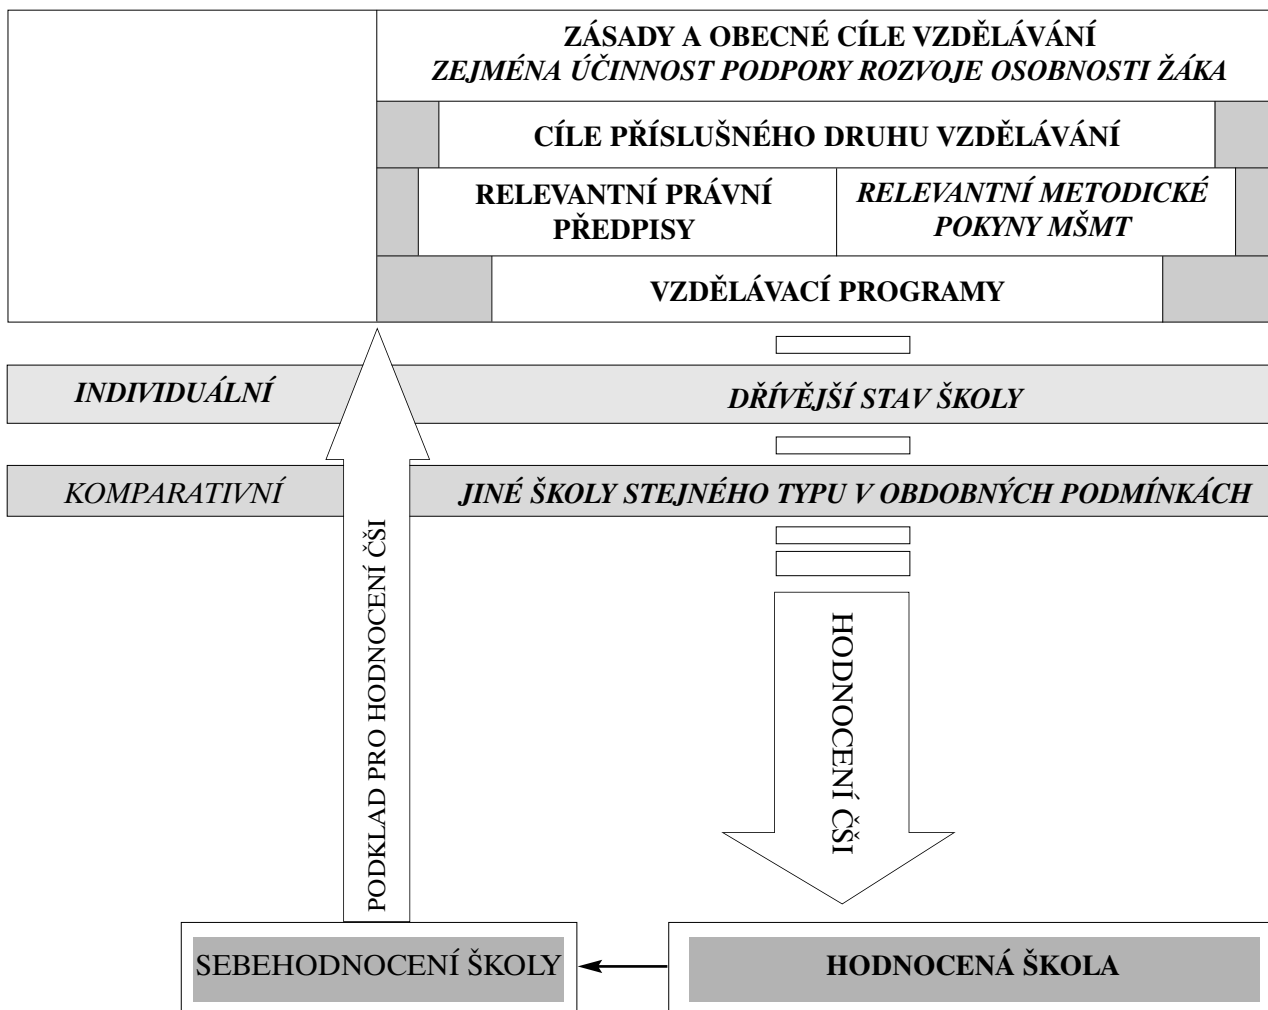 ZÁSADY A OBECNÉ CÍLE VZDĚLÁVÁNÍ
ZEJMÉNA ÚČINNOST PODPORY ROZVOJE OSOBNOSTI ŽÁKA
CÍLE PŘÍSLUŠNÉHO DRUHU VZDĚLÁVÁNÍ
RELEVANTNÍ PRÁVNÍ
PŘEDPISY
RELEVANTNÍ METODICKÉ
POKYNY MŠMT
VZDĚLÁVACÍ PROGRAMY
INDIVIDUÁLNÍ
DŘÍVĚJŠÍ STAV ŠKOLY
KOMPARATIVNÍ
JINÉ ŠKOLY STEJNÉHO TYPU V OBDOBNÝCH PODMÍNKÁCH
PODKLAD PRO HODNOCENÍ ČŠI
HODNOCENÍ ČŠI
SEBEHODNOCENÍ ŠKOLY
HODNOCENÁ ŠKOLA